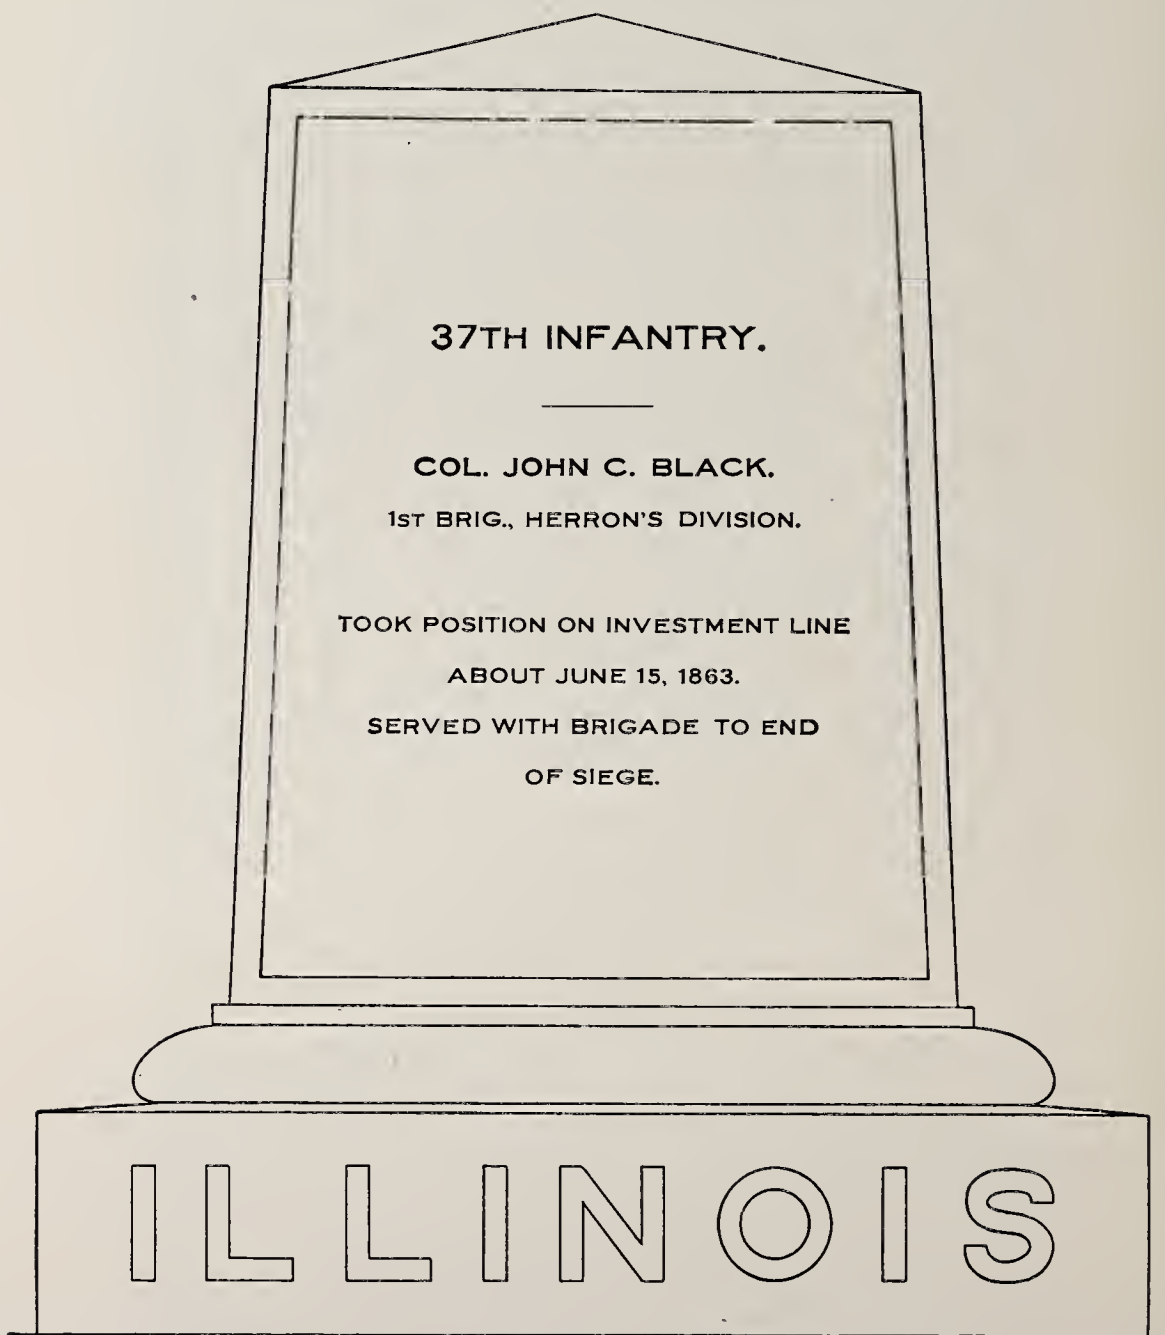 37TH INFANTRY.
COL. JOHN C. BLACK.
1ST BRIG., HERRON'S DIVISION.
TOOK POSITION ON INVESTMENT LINE
ABOUT JUNE 15, 1863.
SERVED WITH BRIGADE TO END
OF SIEGE.
ILLINOIS